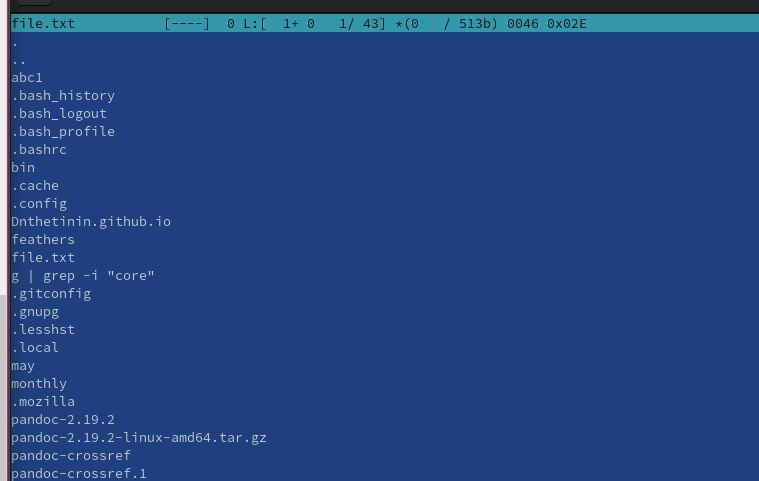 file.txt [----] 0 L:[ 1+ 0 1/ 43] *(0 / 513b) 0046 0x02E
.
..
abc1
.bash_history
.bash_logout
.bash_profile
.bashrc
bin
.cache
.config
Dnthetinin.github.io
feathers
file.txt
g | grep -i "core"
.gitconfig
.gnupg
.lesshst
.local
may
monthly
.mozilla
pandoc-2.19.2
pandoc-2.19.2-linux-amd64.tar.gz
pandoc-crossref
pandoc-crossref.1